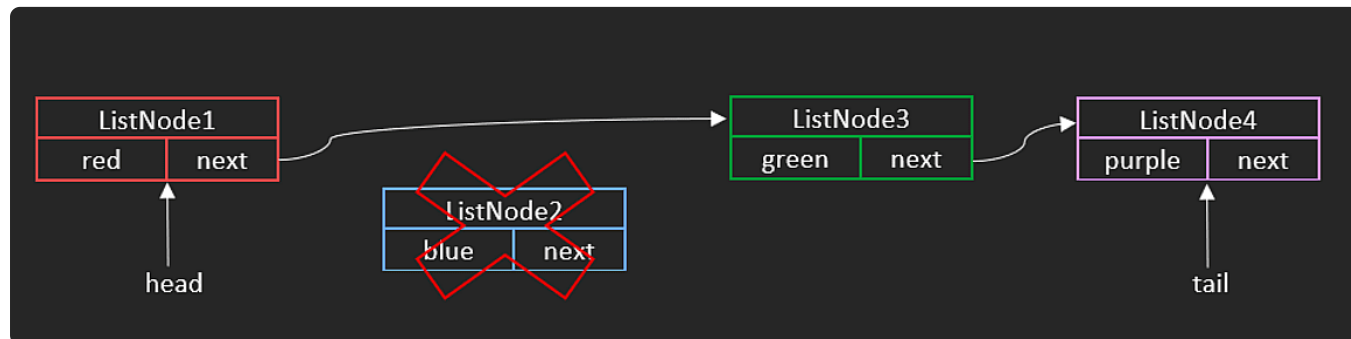 ListNode1
red next
ListNode2
blue next
ListNode3
green next
ListNode4
purple next
head
tail